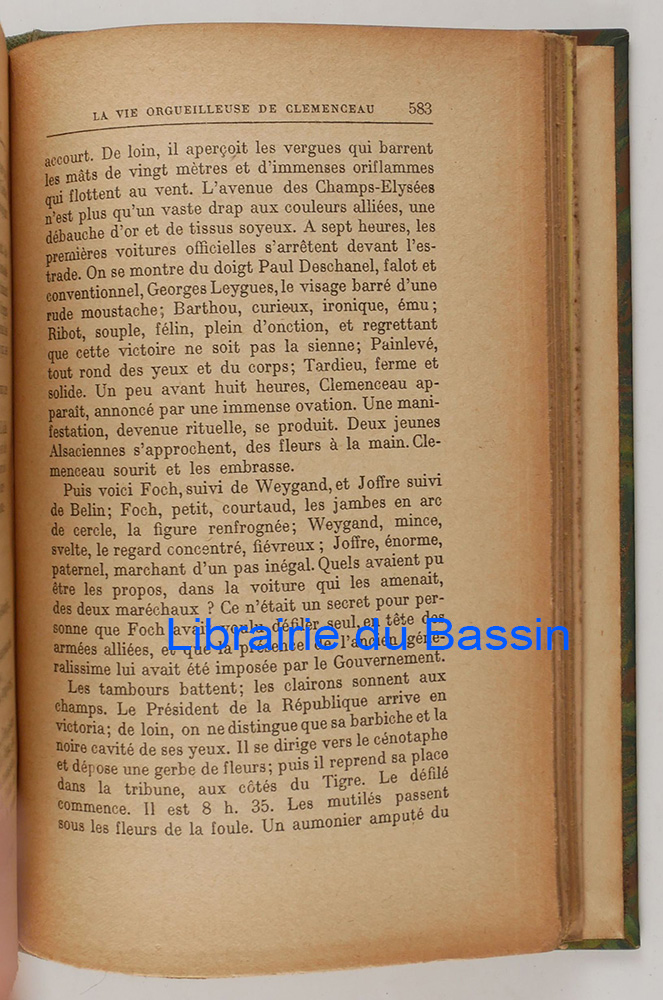 LA VIE ORGUEILLEUSE DE CLEMENCEAU 583
accourt. De loin, il aperçoit les vergues qui barrent
les mâts de vingt mètres et d'immenses oriflammes
qui flottent au vent. L'avenue des Champs-Elysées
n'est plus qu'un vaste drap aux couleurs alliées, une
débauche d'or et de tissus soyeux. A sept heures, les
premières voitures officielles s'arrêtent devant l'es-
trade. On se montre du doigt Paul Deschanel, falot et
conventionnel, Georges Leygues, le visage barré d'une
rude moustache; Barthou, curieux, ironique, ému;
Ribot, souple, félin, plein d'onction, et regrettant
que cette victoire ne soit pas la sienne; Painlevé,
tout rond des yeux et du corps; Tardieu, ferme et
solide. Un peu avant huit heures, Clemenceau ap-
paraît, annoncé par une immense ovation. Une mani-
festation, devenue rituelle, se produit. Deux jeunes
Alsaciennes s'approchent, des fleurs à la main. Cle-
menceau sourit et les embrasse.
Puis voici Foch, suivi de Weygand, et Joffre suivi
de Belin; Foch, petit, courtaud, les jambes en arc
de cercle, la figure renfrognée; Weygand, mince,
svelte, le regard concentré, fiévreux; Joffre, énorme,
paternel, marchant d'un pas inégal. Quels avaient pu
être les propos, dans la voiture qui les amenait,
des deux maréchaux ? Ce n'était un secret pour per-
sonne que Foch avait voulu défiler seul, en tête des
armées alliées, et que la présence de l'ancien géné-
ralissime lui avait été imposée par le Gouvernement.
Les tambours battent; les clairons sonnent aux
champs. Le Président de la République arrive en
victoria; de loin, on ne distingue que sa barbiche et la
noire cavité de ses yeux. Il se dirige vers le cénotaphe
et dépose une gerbe de fleurs; puis il reprend sa place
dans la tribune, aux côtés du Tigre. Le défilé
commence. Il est 8 h. 35. Les mutilés passent
sous les fleurs de la foule. Un aumonier amputé du
Librairie du Bassin